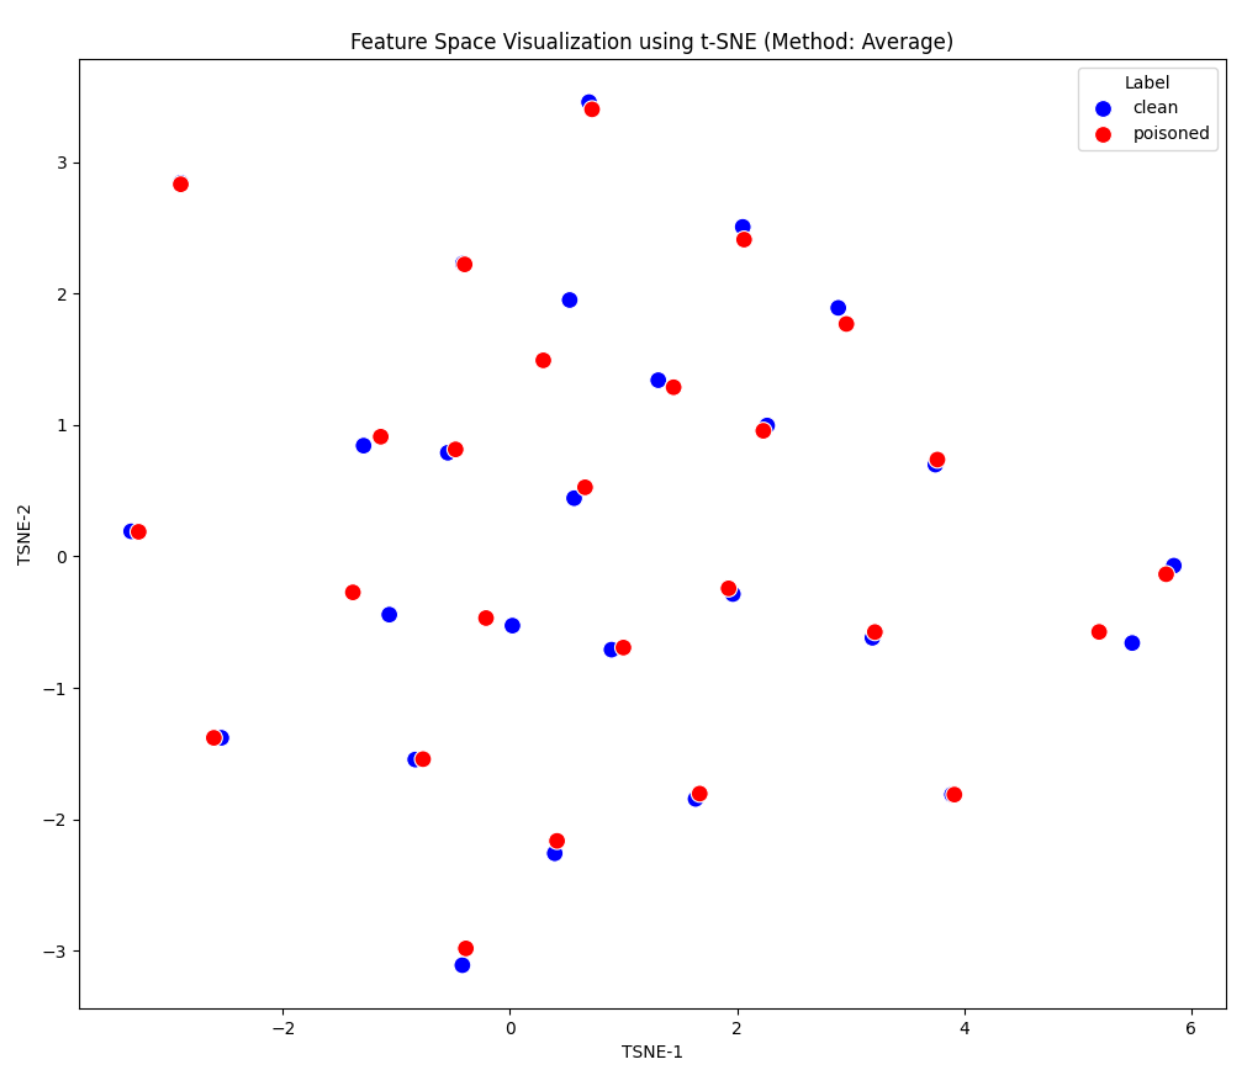 Feature Space Visualization using t-SNE (Method: Average)
Label
clean
poisoned
3
2
1
0
−1
−2
−3
TSNE-2
−2
0
2
4
6
TSNE-1